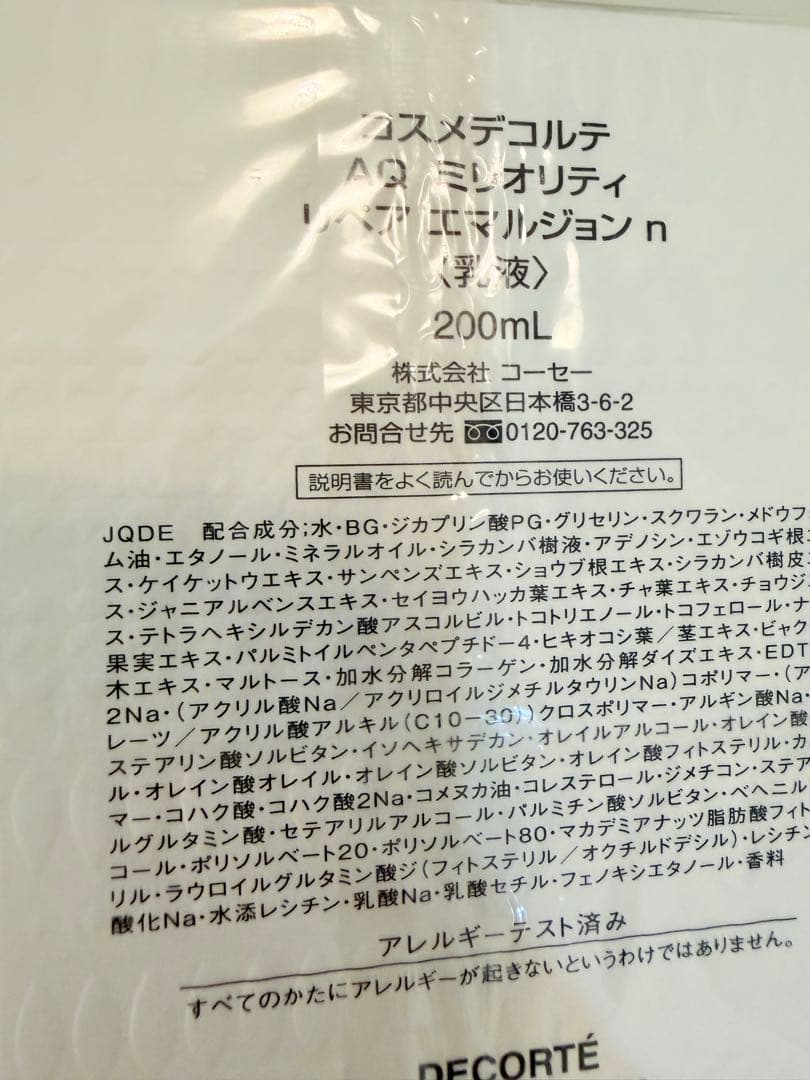 コスメデコルテ
AQ ミリオリティ
リペア エマルジョン n
〈乳液〉
200mL
株式会社 コーセー
東京都中央区日本橋3-6-2
お問合せ先 0120-763-325
説明書をよく読んでからお使いください。
JQDE 配合成分;水・BG・ジカプリン酸PG・グリセリン・スクワラン・メドウフ
ム油・エタノール・ミネラルオイル・シラカンバ樹液・アデノシン・エゾウコギ根エ
ス・ケイケットウエキス・サンペンズエキス・ショウブ根エキス・シラカンバ樹皮エ
ス・ジャニアルベンスエキス・セイヨウハッカ葉エキス・チャ葉エキス・チョウジ
ス・テトラヘキシルデカン酸アスコルビル・トコトリエノール・トコフェロール・ナ
果実エキス・パルミトイルペンタペプチドー4・ヒキオコシ葉/茎エキス・ビャク
木エキス・マルトース・加水分解コラーゲン・加水分解ダイズエキス・EDT
2Na・(アクリル酸Na/アクリロイルジメチルタウリンNa)コポリマー・(ア
レーツ/アクリル酸アルキル(C10−30))クロスポリマー・アルギン酸Na・
ステアリン酸ソルビタン・イソヘキサデカン・オレイルアルコール・オレイン酸
ル・オレイン酸オレイル・オレイン酸ソルビタン・オレイン酸フィトステリル・カ
マー・コハク酸・コハク酸2Na・コメヌカ油・コレステロール・ジメチコン・ステア
ルグルタミン酸・セテアリルアルコール・パルミチン酸ソルビタン・ベヘニル
コール・ポリソルベート20・ポリソルベート80・マカデミアナッツ脂肪酸フィト
リル・ラウロイルグルタミン酸ジ(フィトステリル/オクチルドデシル)・レシチン
酸化Na・水添レシチン・乳酸Na・乳酸セチル・フェノキシエタノール・香料
アレルギーテスト済み
すべてのかたにアレルギーが起きないというわけではありません。
DECORTÉ